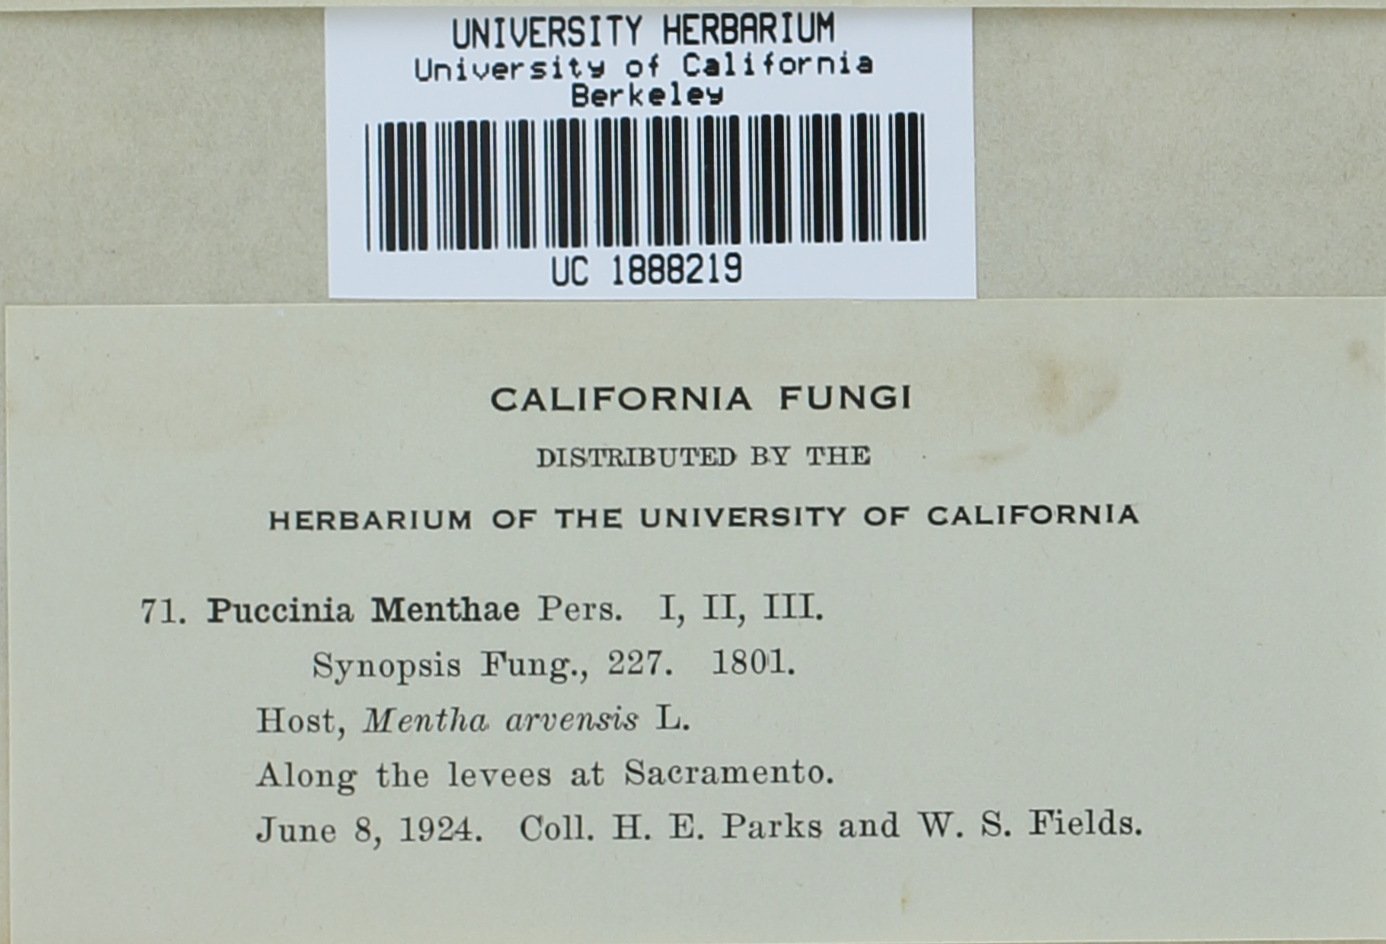 UNIVERSITY HERBARIUM
University of California
Berkeley
UC 1888219
CALIFORNIA FUNGI
DISTRIBUTED BY THE
HERBARIUM OF THE UNIVERSITY OF CALIFORNIA
71. Puccinia Menthae Pers. I, II, III.
Synopsis Fung., 227. 1801.
Host, Mentha arvensis L.
Along the levees at Sacramento.
June 8, 1924. Coll. H. E. Parks and W. S. Fields.